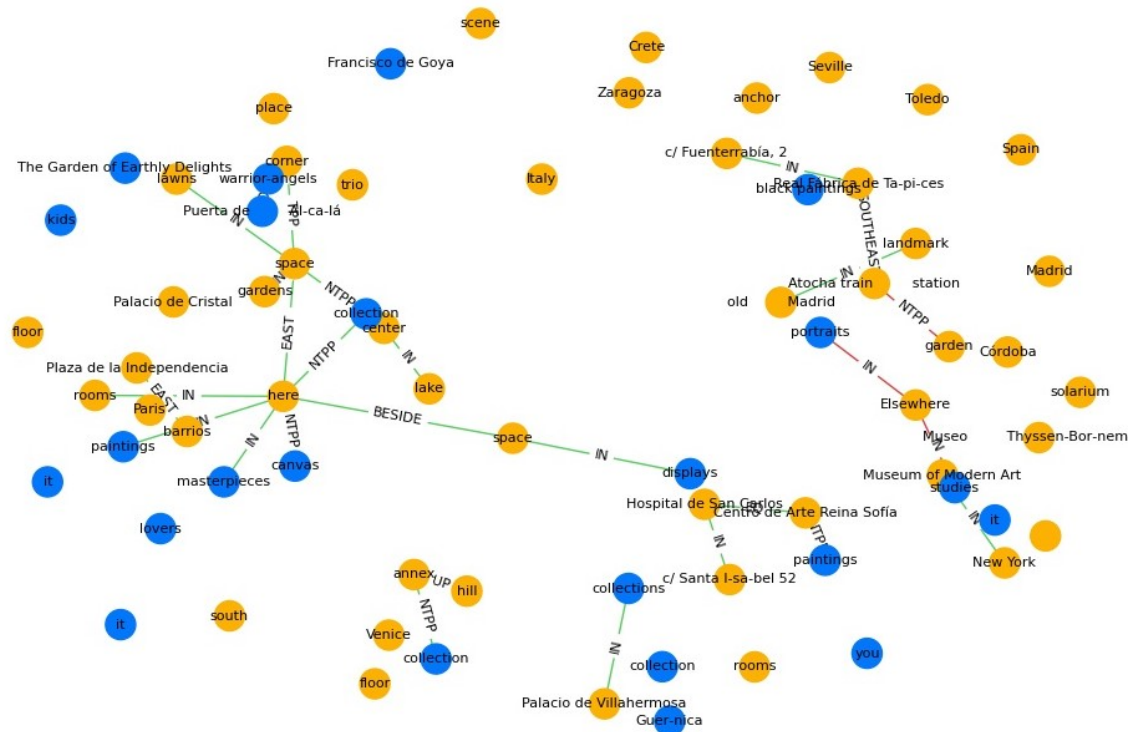 scene
Crete
Francisco de Goya
Seville
Zaragoza
anchor
Toledo
place
c/ Fuenterrabía, 2
Spain
The Garden of Earthly Delights
corner
lawns
warrior-angels
trio
Italy
IN
Real Fábrica de Ta-pi-ces
black paintings
kids
Puerta de
Al-ca-lá
TPP
IN
SOUTHEAST
landmark
space
IN
Madrid
gardens
NTPP
Atocha train
station
Palacio de Cristal
old
Madrid
collection
NTPP
floor
center
portraits
EAST
NTPP
garden
Córdoba
Plaza de la Independencia
IN
IN
rooms
IN
here
lake
solarium
EAST
Paris
Elsewhere
BESIDE
barrios
paintings
IN
NTPP
space
Museo
Thyssen-Bor-nem
IN
IN
masterpieces
canvas
displays
Museum of Modern Art
it
studies
Hospital de San Carlos
Centro de Arte Reina Sofía
it
lovers
IN
NTPP
IN
paintings
New York
annex
UP
hill
c/ Santa I-sa-bel 52
collections
NTPP
south
it
Venice
IN
collection
collection
rooms
you
floor
Palacio de Villahermosa
Guer-nica